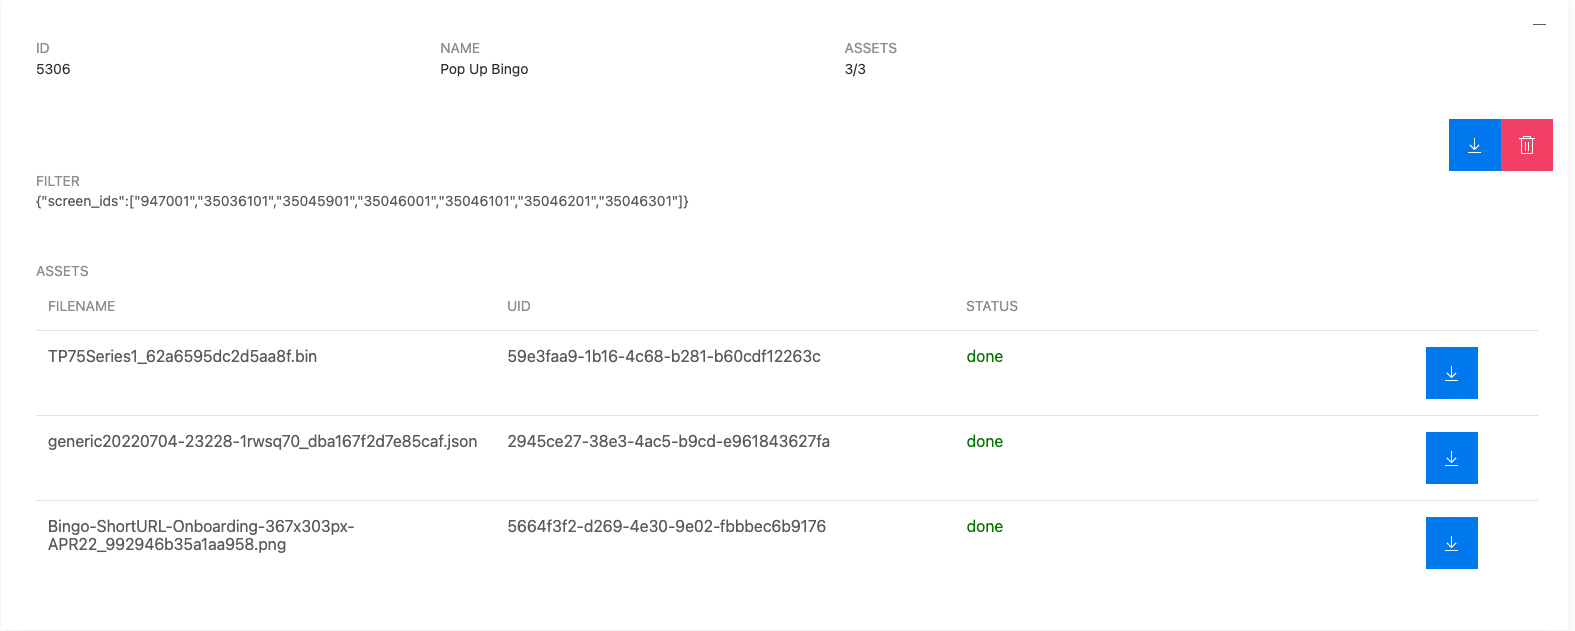 ID
5306
NAME
Pop Up Bingo
ASSETS
3/3
FILTER
{"screen_ids":["947001","35036101","35045901","35046001","35046101","35046201","35046301"]}
ASSETS
FILENAME UID STATUS
TP75Series1_62a6595dc2d5aa8f.bin 59e3faa9-1b16-4c68-b281-b60cdf12263c done
generic20220704-23228-1rwsq70_dba167f2d7e85caf.json 2945ce27-38e3-4ac5-b9cd-e961843627fa done
Bingo-ShortURL-Onboarding-367x303px-
APR22_992946b35a1aa958.png
5664f3f2-d269-4e30-9e02-fbbbec6b9176 done